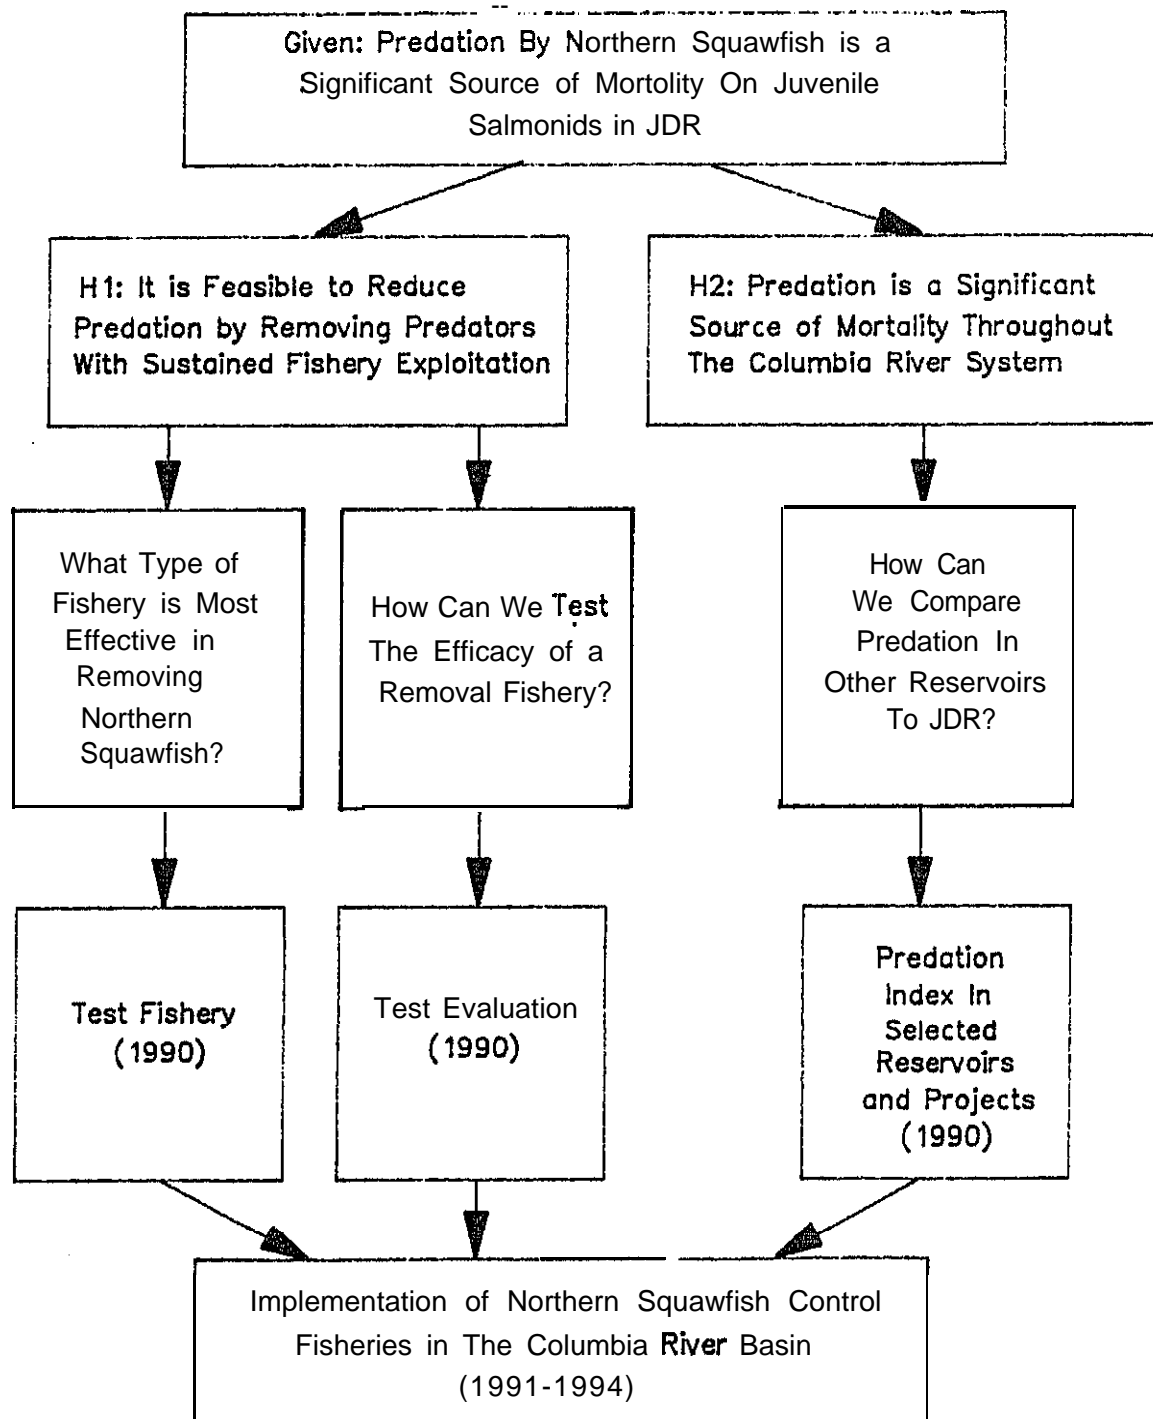 Given: Predation By Northern Squawfish is a
Significant Source of Mortolity On Juvenile
Salmonids in JDR
H1: It is Feasible to Reduce
Predation by Removing Predators
With Sustained Fishery Exploitation
H2: Predation is a Significant
Source of Mortality Throughout
The Columbia River System
What Type of
Fishery is Most
Effective in
Removing
Northern
Squawfish?
How Can We Test
The Efficacy of a
Removal Fishery?
How Can
We Compare
Predation In
Other Reservoirs
To JDR?
Test Fishery
(1990)
Test Evaluation
(1990)
Predation
Index In
Selected
Reservoirs
and Projects
(1990)
Implementation of Northern Squawfish Control
Fisheries in The Columbia River Basin
(1991-1994)